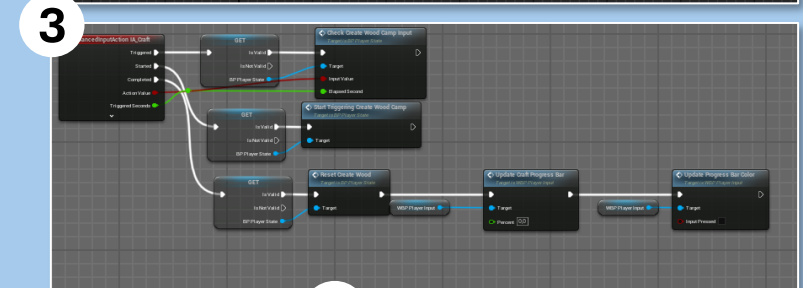 3
EnhancedInputAction IA_Craft
Triggered
Started
Completed
Action Value
Triggered Seconds
GET
Is Valid
Is Not Valid
BP Player State
Check Create Wood Camp Input
Target is BP Player State
Target
Input Value
Elapsed Second
GET
Is Valid
Is Not Valid
BP Player State
Start Triggering Create Wood Camp
Target is BP Player State
Target
GET
Is Valid
Is Not Valid
BP Player State
Reset Create Wood
Target is BP Player State
Target
WBP Player Input
Update Craft Progress Bar
Target is WBP Player Input
Target
Percent 0,0
WBP Player Input
Update Progress Bar Color
Target is WBP Player Input
Target
Input Pressed